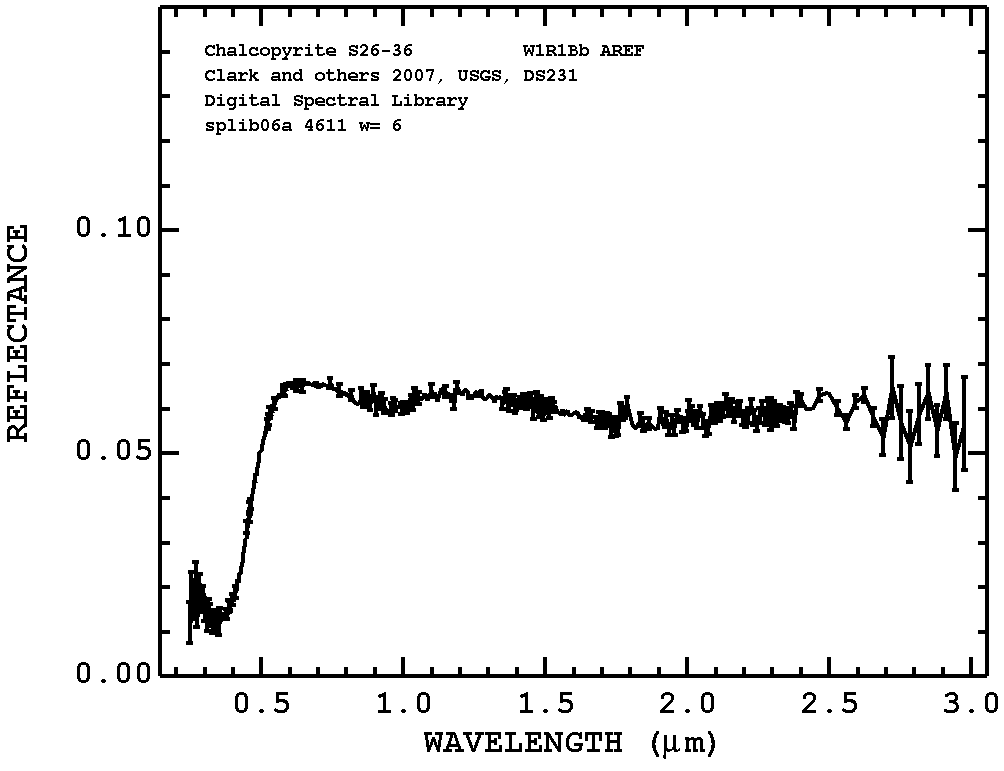 Chalcopyrite S26-36 W1R1Bb AREF
Clark and others 2007, USGS, DS231
Digital Spectral Library
splib06a 4611 w= 6
REFLECTANCE
0.10
0.05
0.00
0.5 1.0 1.5 2.0 2.5 3.0
WAVELENGTH (μm)